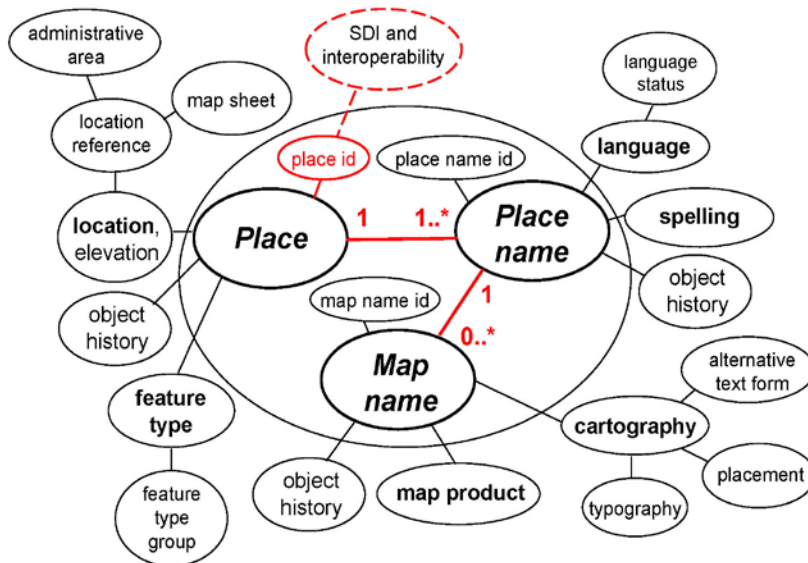 administrative
area
SDI and
interoperability
language
status
map sheet
location
reference
place id
place name id
language
location,
elevation
Place
1
1..*
Place
name
spelling
object
history
map name id
1
object
history
0..*
Map
name
alternative
text form
feature
type
cartography
object
history
map product
placement
typography
feature
type
group